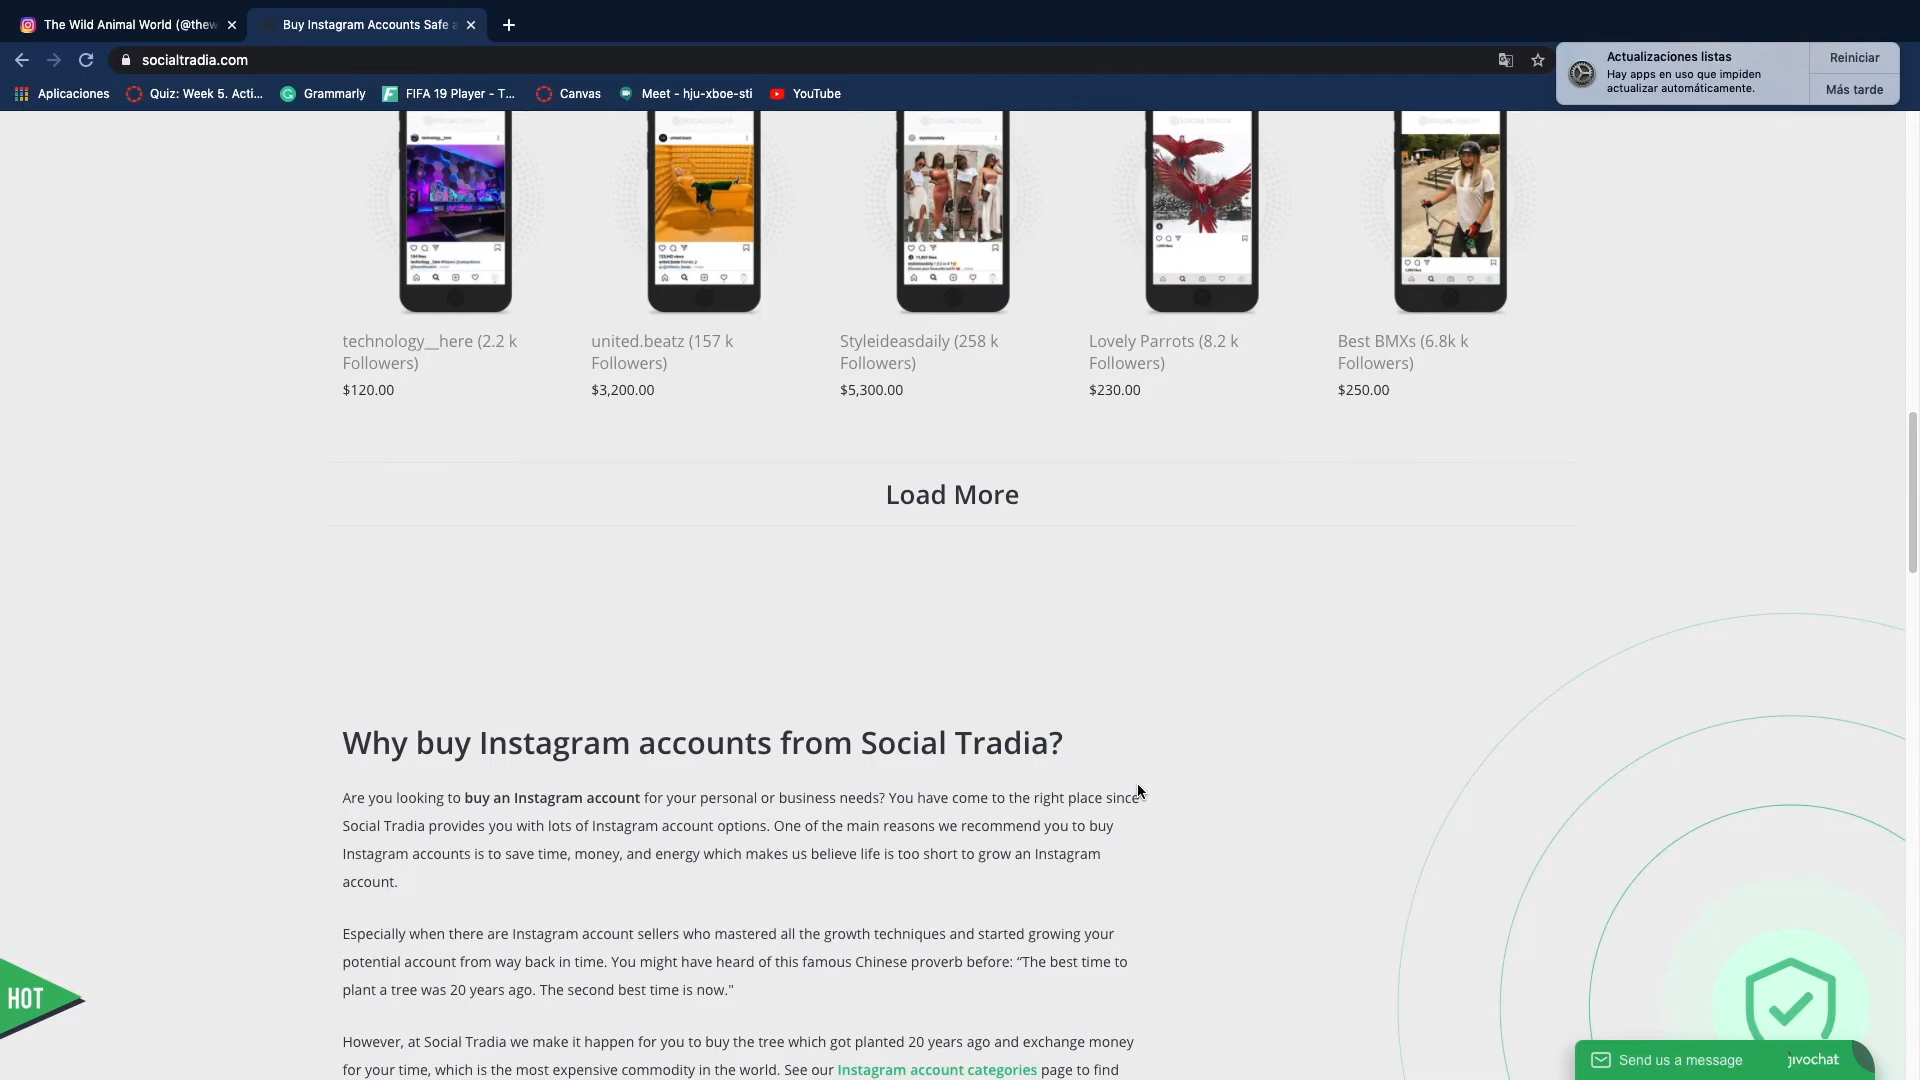 The Wild Animal World (@thew
Buy Instagram Accounts Safe a
socialtradia.com
Actualizaciones listas
Hay apps en uso que impiden
actualizar automáticamente.
Reiniciar
Más tarde
Aplicaciones
Quiz: Week 5. Acti...
Grammarly
FIFA 19 Player - T...
Canvas
Meet - hju-xboe-sti
YouTube
technology__here (2.2 k
Followers)
$120.00
united.beatz (157 k
Followers)
$3,200.00
Styleideasdaily (258 k
Followers)
$5,300.00
Lovely Parrots (8.2 k
Followers)
$230.00
Best BMXs (6.8k k
Followers)
$250.00
Load More
Why buy Instagram accounts from Social Tradia?
Are you looking to buy an Instagram account for your personal or business needs? You have come to the right place since
Social Tradia provides you with lots of Instagram account options. One of the main reasons we recommend you to buy
Instagram accounts is to save time, money, and energy which makes us believe life is too short to grow an Instagram
account.
Especially when there are Instagram account sellers who mastered all the growth techniques and started growing your
potential account from way back in time. You might have heard of this famous Chinese proverb before: “The best time to
plant a tree was 20 years ago. The second best time is now."
However, at Social Tradia we make it happen for you to buy the tree which got planted 20 years ago and exchange money
for your time, which is the most expensive commodity in the world. See our Instagram account categories page to find
HOT
Send us a message
jivochat